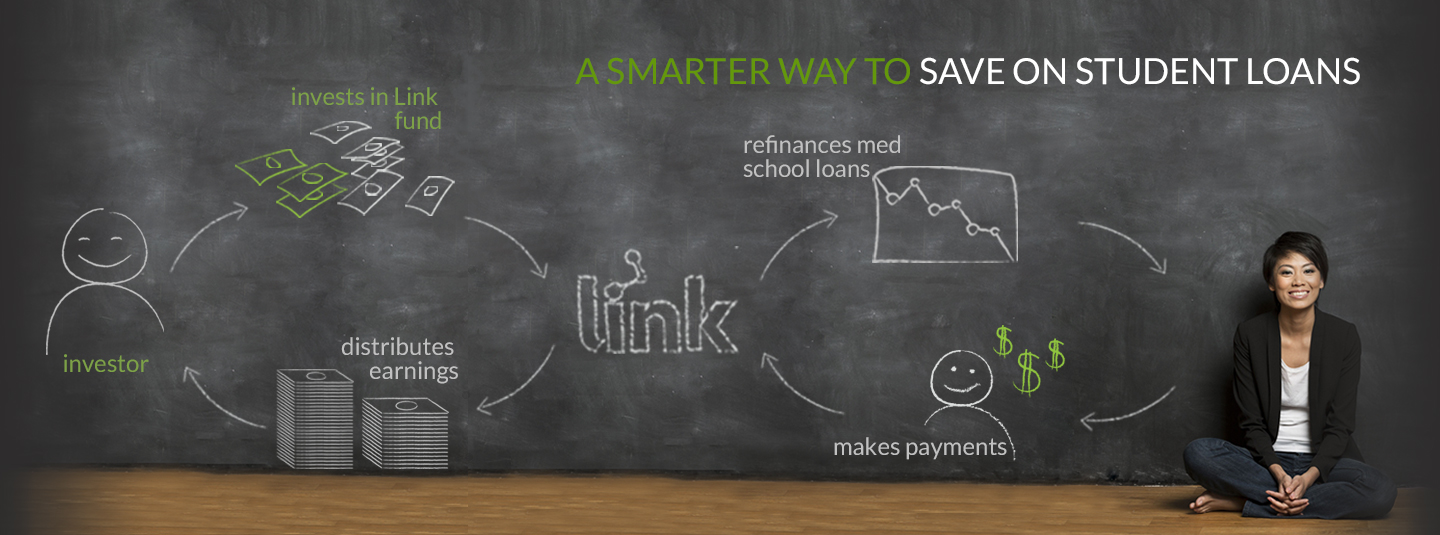 A SMARTER WAY TO SAVE ON STUDENT LOANS
invests in Link
fund
refinances med
school loans
link
investor
distributes
earnings
$ $ $
makes payments